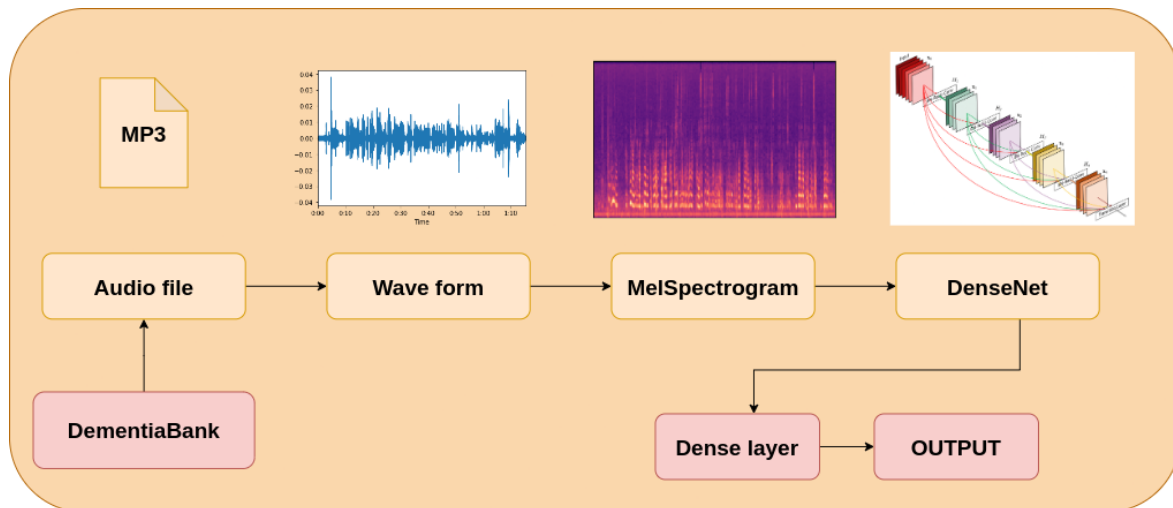 MP3
0.04
0.03
0.02
0.01
0.00
−0.01
−0.02
−0.03
−0.04
0:00 0:10 0:20 0:30 0:40 0:50 1:00 1:10
Time
Audio file
Wave form
MelSpectrogram
DenseNet
DementiaBank
Dense layer
OUTPUT